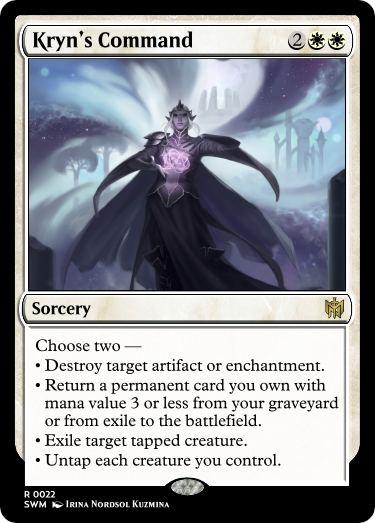 Kryn's Command 2
Sorcery
Choose two —
• Destroy target artifact or enchantment.
• Return a permanent card you own with
mana value 3 or less from your graveyard
or from exile to the battlefield.
• Exile target tapped creature.
• Untap each creature you control.
R 0022
SWM Irina Nordsol Kuzmina